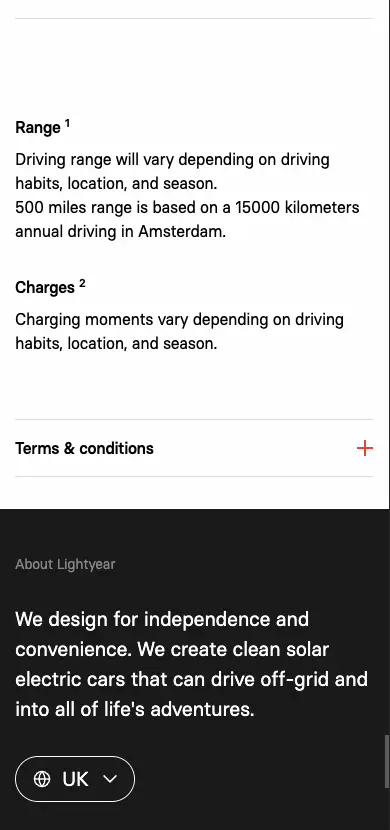 Range 1
Driving range will vary depending on driving
habits, location, and season.
500 miles range is based on a 15000 kilometers
annual driving in Amsterdam.
Charges 2
Charging moments vary depending on driving
habits, location, and season.
Terms & conditions
About Lightyear
We design for independence and
convenience. We create clean solar
electric cars that can drive off-grid and
into all of life's adventures.
UK